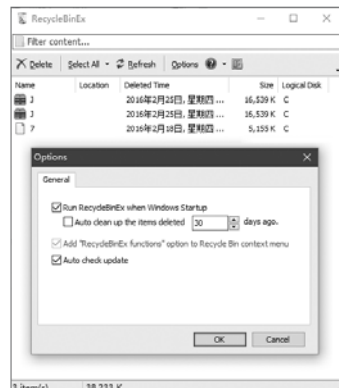 RecycleBinEx
Filter content...
Delete Select All Refresh Options
Name Location Deleted Time Size Logical Disk
J 2016年2月25日, 星期四 ... 16,539 K C
J 2016年2月25日, 星期四 ... 16,539 K C
7 2016年2月18日, 星期四 ... 5,155 K C
Options
General
Run RecycleBinEx when Windows Startup
Auto clean up the items deleted 30 days ago.
Add "RecycleBinEx functions" option to Recycle Bin context menu
Auto check update
OK Cancel
3 item(s) 38,233 K